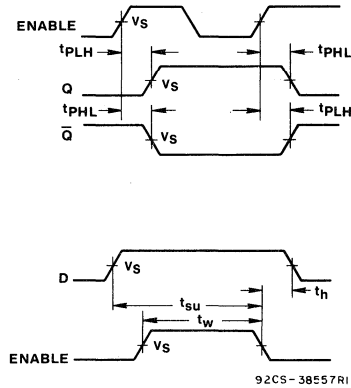 ENABLE
VS
tPLH
tPHL
Q
VS
tPHL
tPLH
Q̅
VS
D
VS
th
tsu
tw
ENABLE
VS
92CS-38557R1